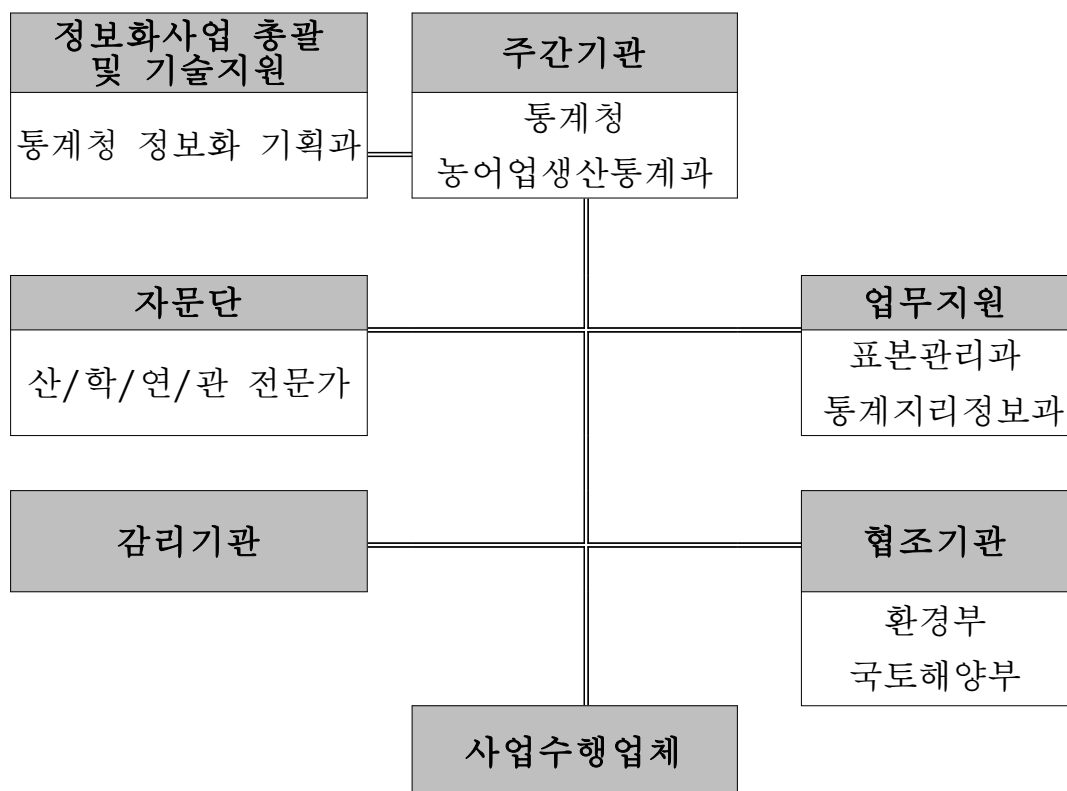 정보화사업 총괄
및 기술지원
통계청 정보화 기획과
주간기관
통계청
농어업생산통계과
자문단
산/학/연/관 전문가
업무지원
표본관리과
통계지리정보과
감리기관
협조기관
환경부
국토해양부
사업수행업체